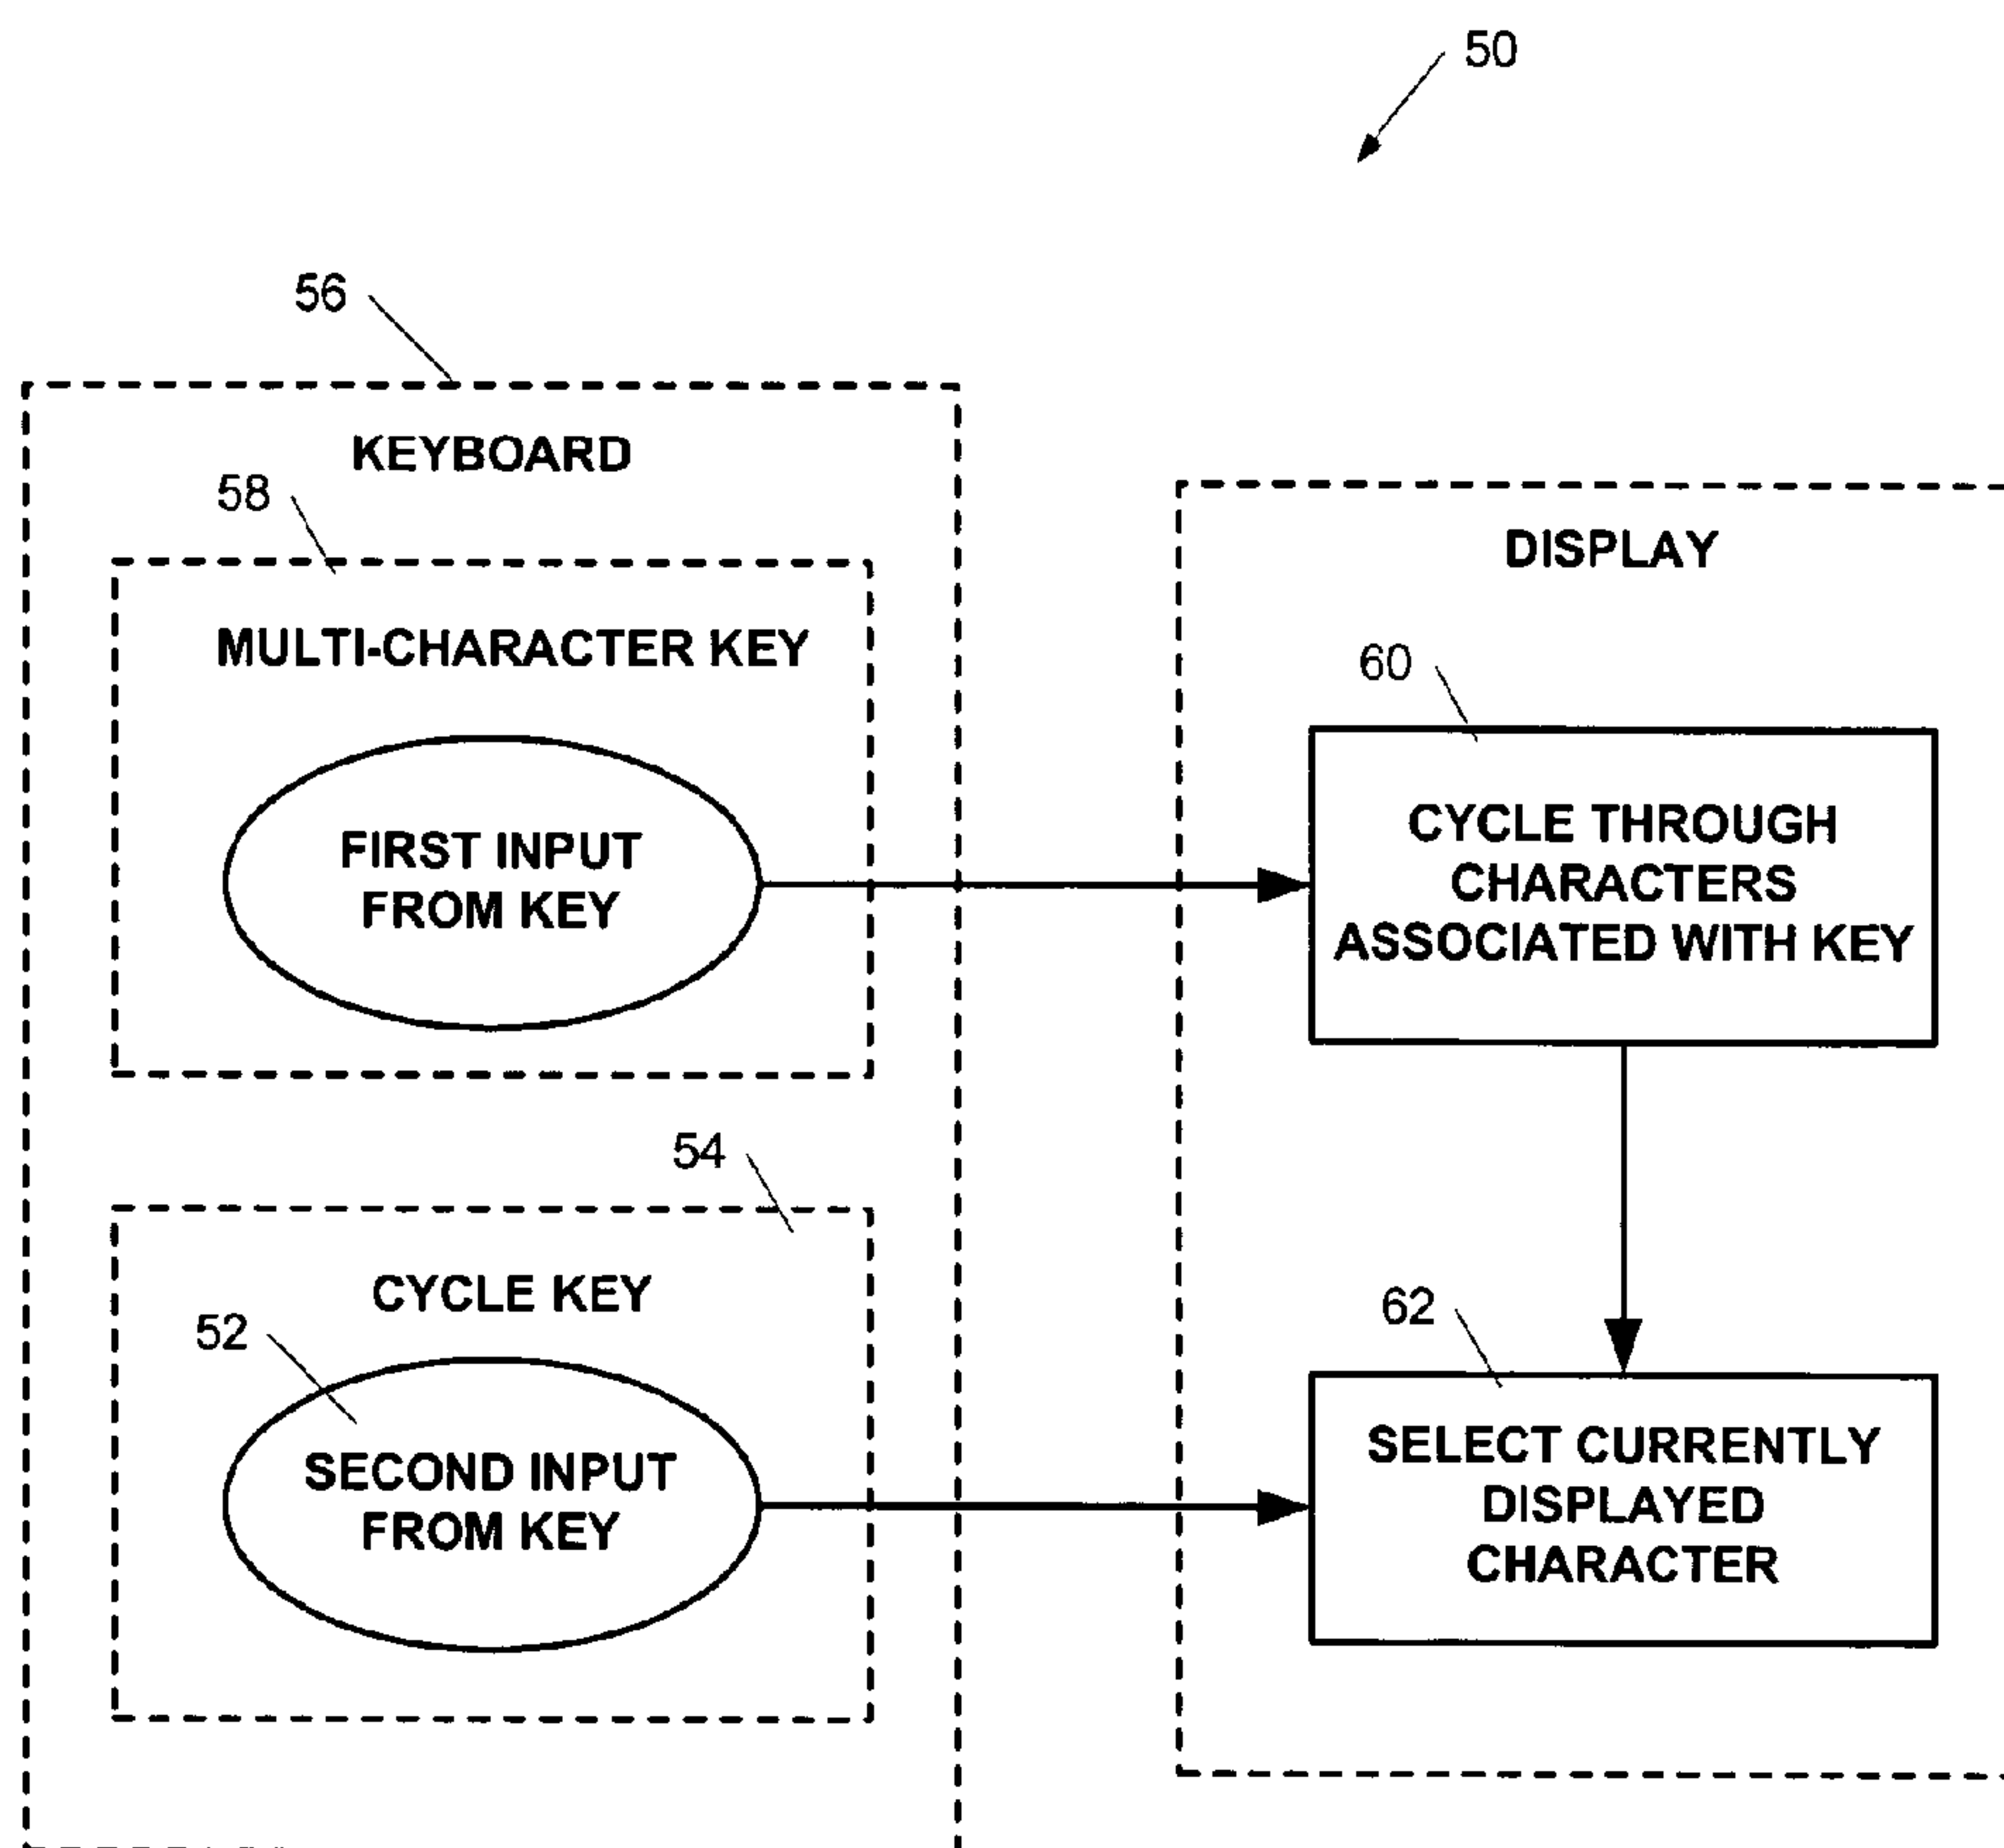 50
56
KEYBOARD
58
MULTI-CHARACTER KEY
FIRST INPUT
FROM KEY
54
CYCLE KEY
52
SECOND INPUT
FROM KEY
DISPLAY
60
CYCLE THROUGH
CHARACTERS
ASSOCIATED WITH KEY
62
SELECT CURRENTLY
DISPLAYED
CHARACTER